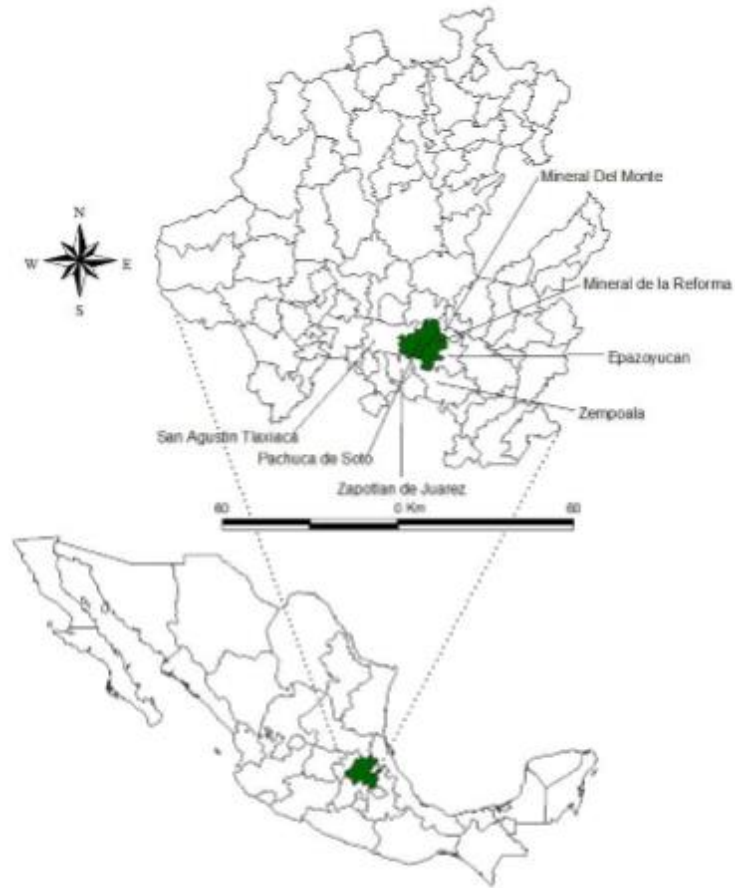 Mineral Del Monte
N
W E
S
Mineral de la Reforma
Epazoyucan
Zempoala
San Agustin Tlaxiacá
Pachuca de Soto
Zapotlan de Juarez
60 0 Km 60